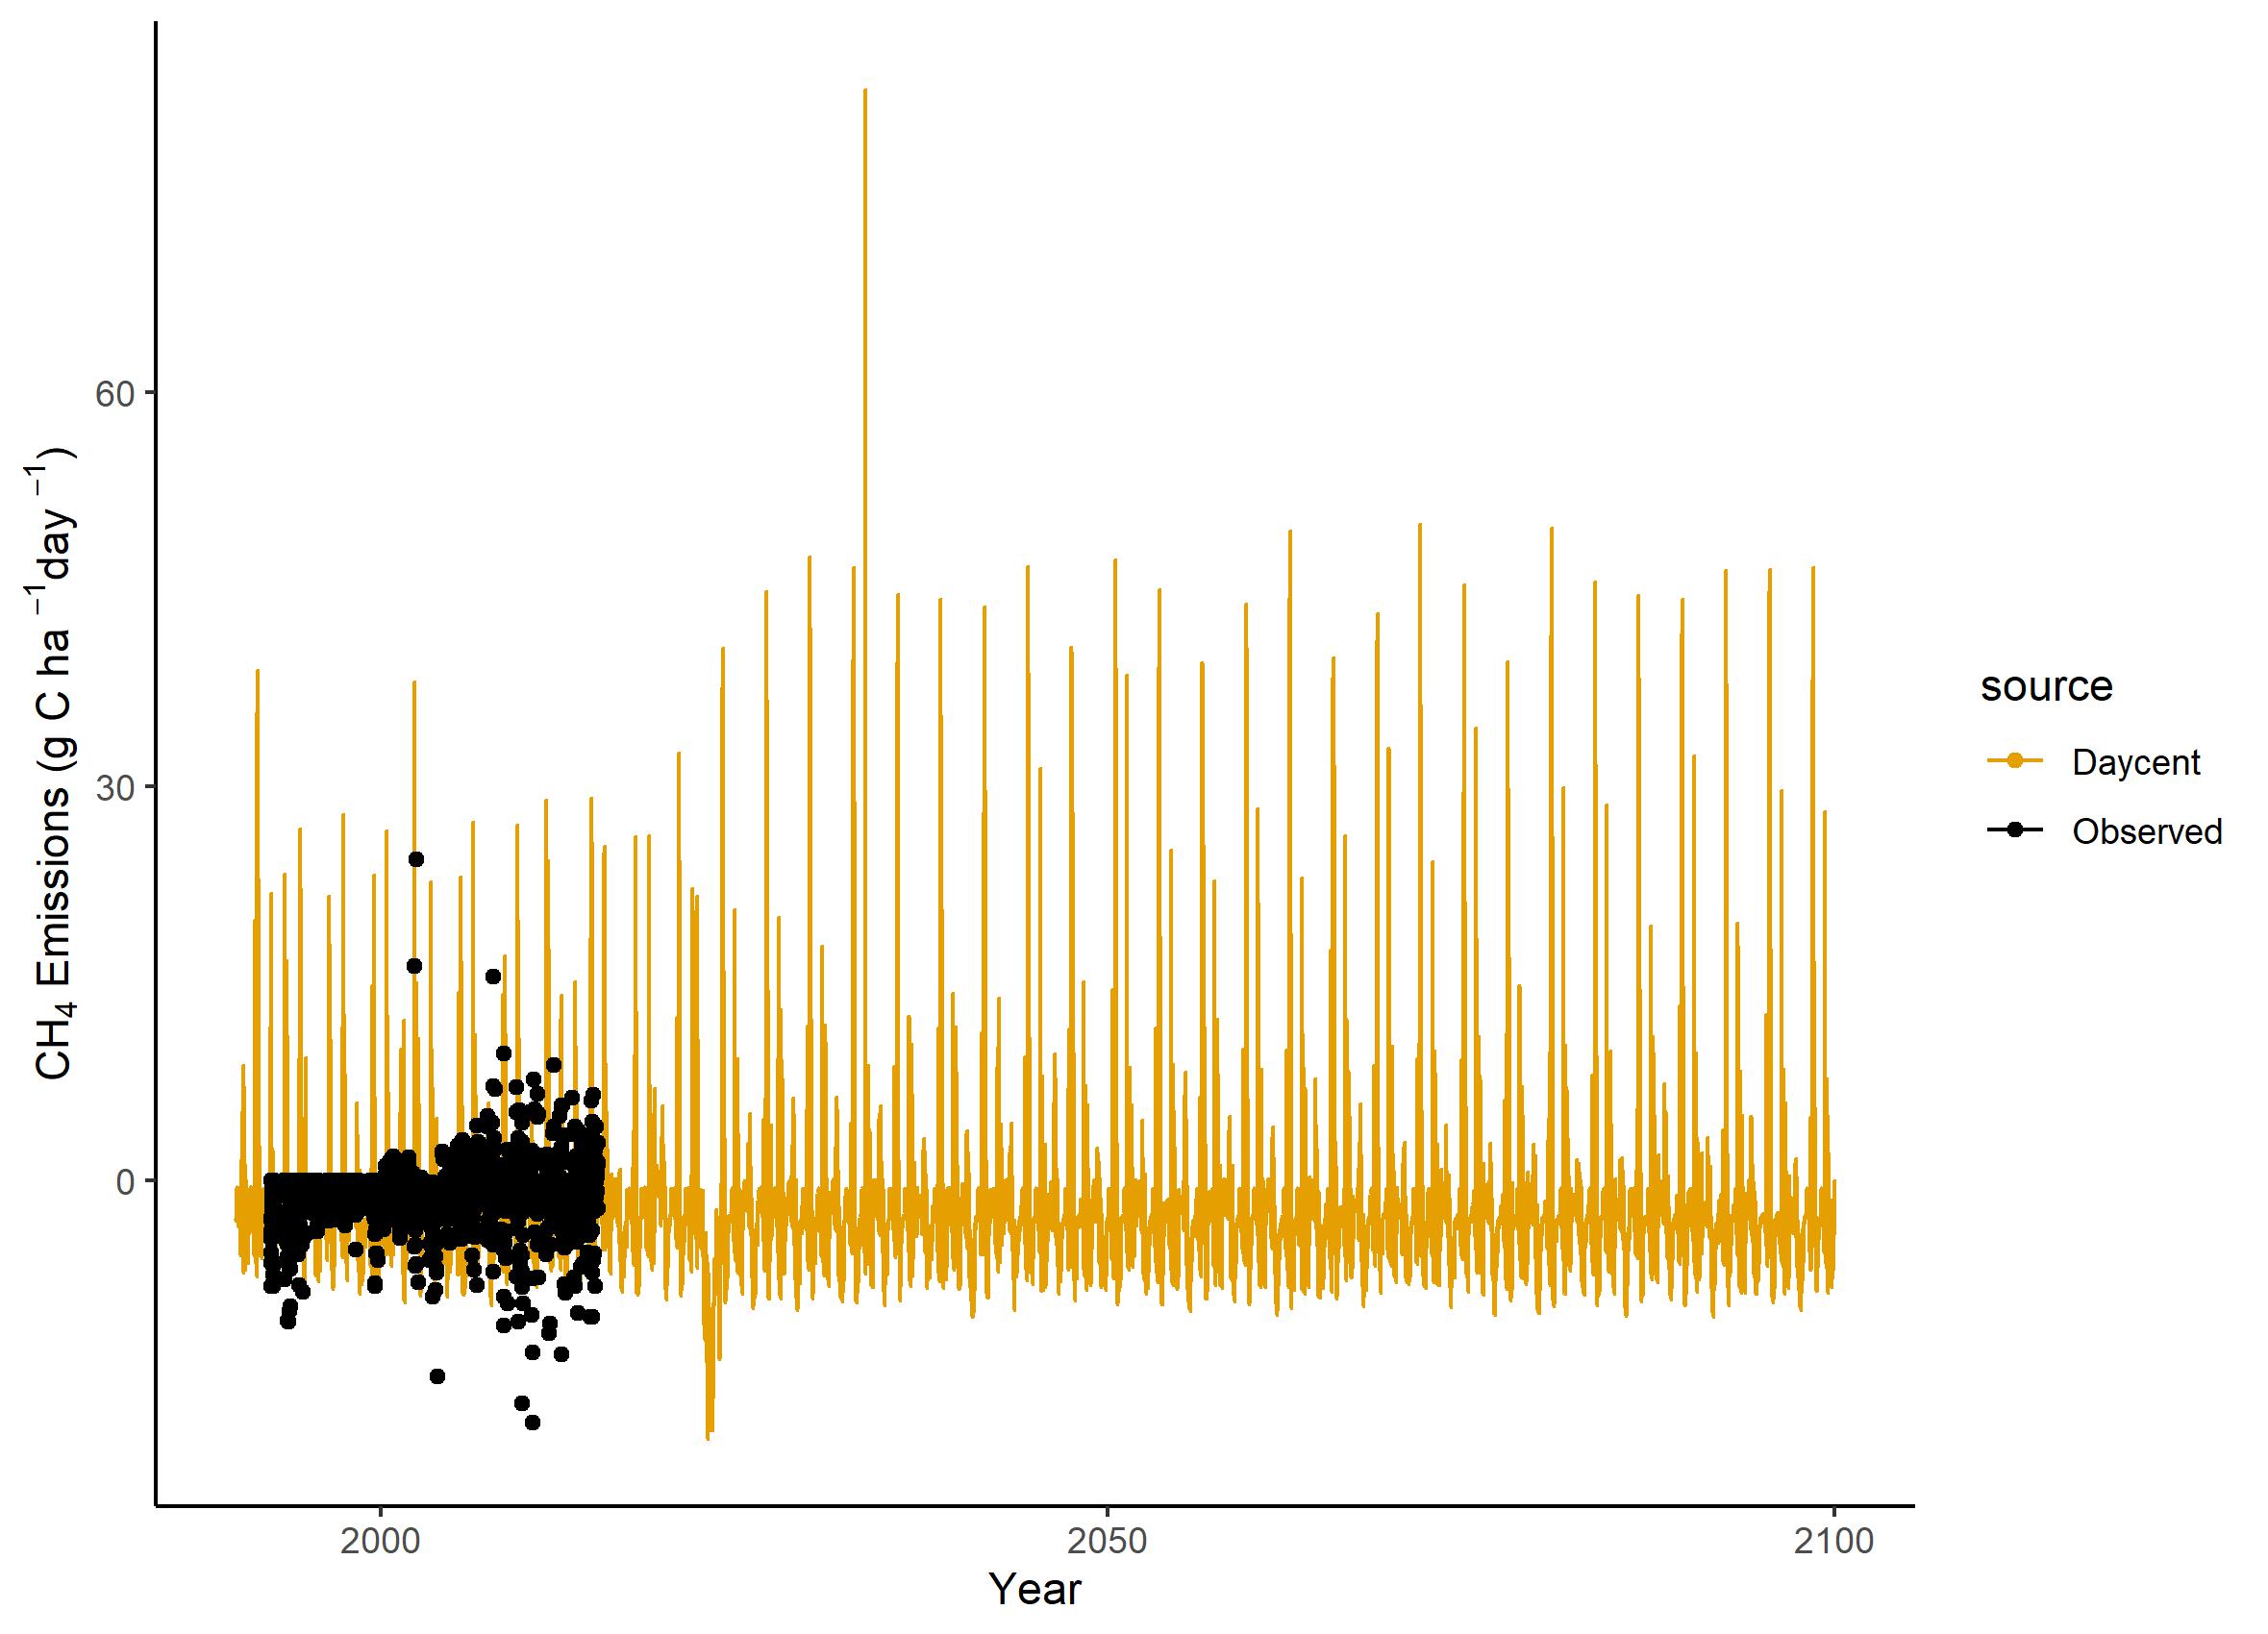 CH₄ Emissions (g C ha ⁻¹day ⁻¹)
60
30
0
2000
2050
2100
Year
source
Daycent
Observed